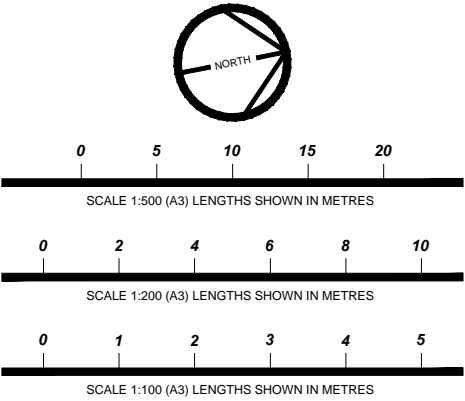 NORTH
0 5 10 15 20
SCALE 1:500 (A3) LENGTHS SHOWN IN METRES
0 2 4 6 8 10
SCALE 1:200 (A3) LENGTHS SHOWN IN METRES
0 1 2 3 4 5
SCALE 1:100 (A3) LENGTHS SHOWN IN METRES